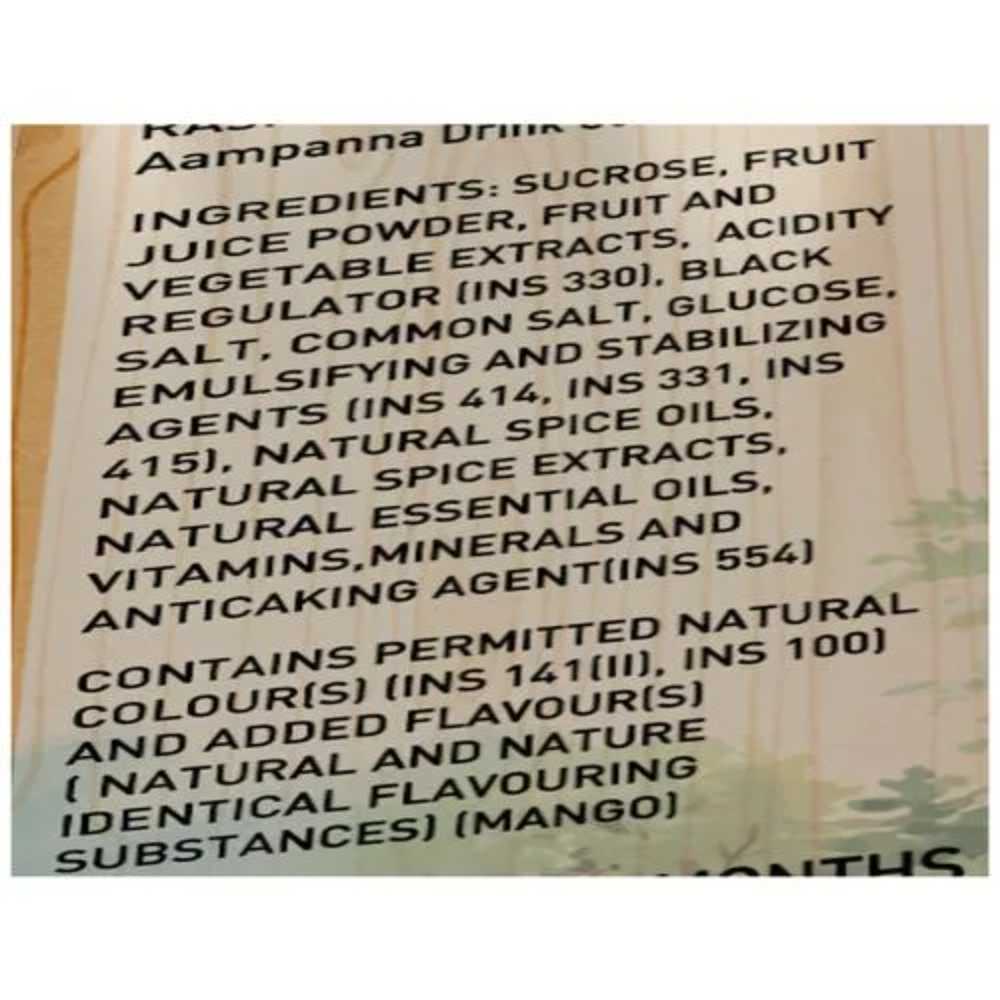 Aampanna Drink
INGREDIENTS: SUCROSE, FRUIT
JUICE POWDER, FRUIT AND
VEGETABLE EXTRACTS, ACIDITY
REGULATOR (INS 330), BLACK
SALT, COMMON SALT, GLUCOSE,
EMULSIFYING AND STABILIZING
AGENTS (INS 414, INS 331, INS
415), NATURAL SPICE OILS,
NATURAL SPICE EXTRACTS,
NATURAL ESSENTIAL OILS,
VITAMINS,MINERALS AND
ANTICAKING AGENT(INS 554)
CONTAINS PERMITTED NATURAL
COLOUR(S) (INS 141(II), INS 100)
AND ADDED FLAVOUR(S)
( NATURAL AND NATURE
IDENTICAL FLAVOURING
SUBSTANCES) (MANGO)
MONTHS